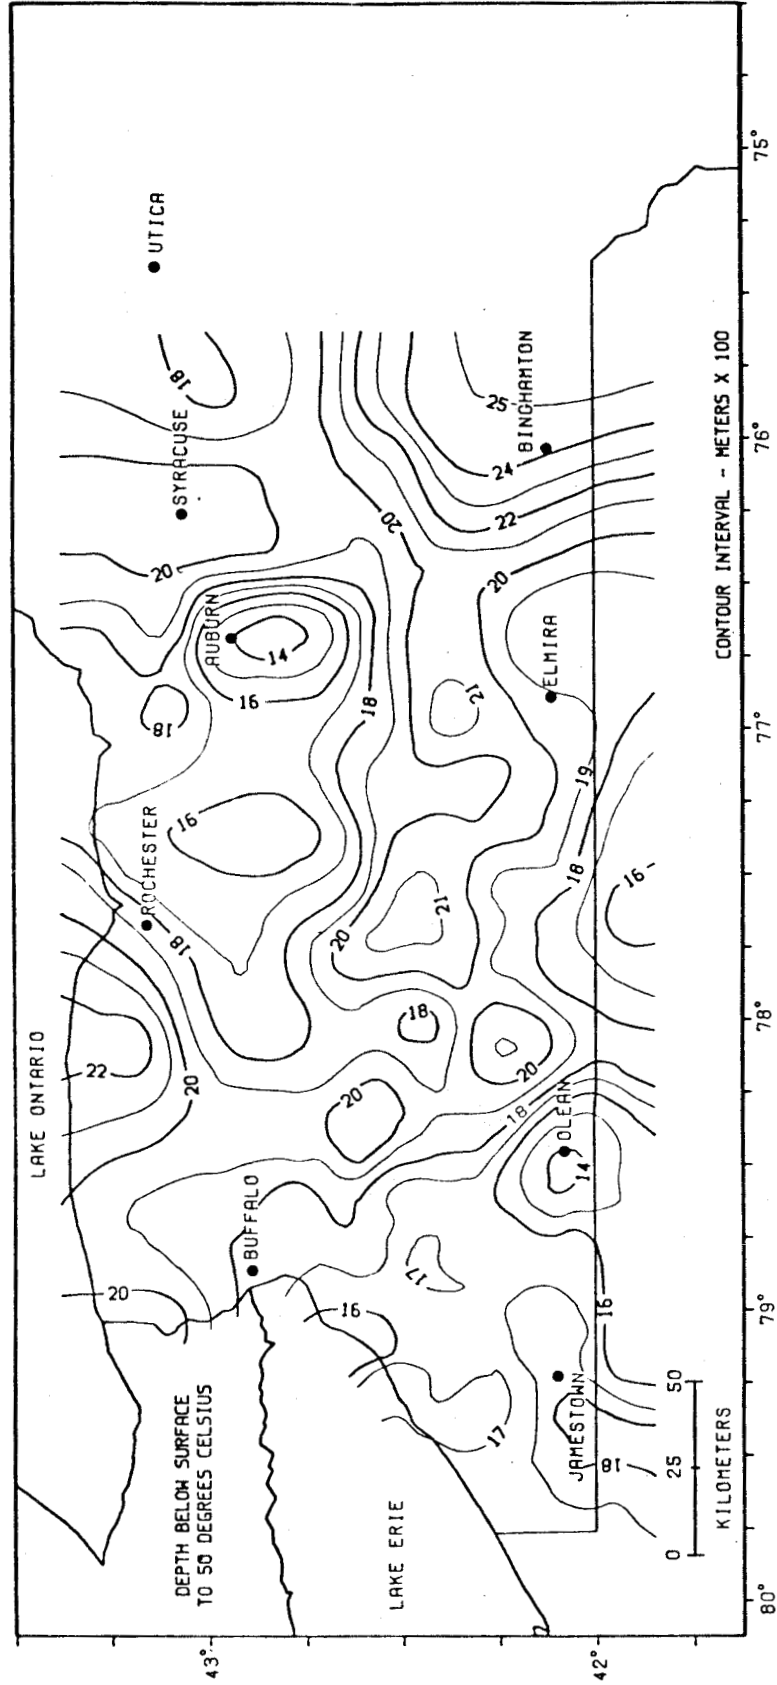 LAKE ONTARIO
DEPTH BELOW SURFACE
TO 50 DEGREES CELSIUS
LAKE ERIE
BUFFALO
ROCHESTER
SYRACUSE
UTICA
AUBURN
JAMESTOWN
OLEAN
ELMIRA
BINGHAMTON
20
22
20
18
18
20
18
16
16
14
18
20
20
18
20
21
21
20
22
24
25
20
16
17
17
18
14
16
18
19
18
16
43°
42°
0 25 50
KILOMETERS
CONTOUR INTERVAL - METERS X 100
80° 79° 78° 77° 76° 75°